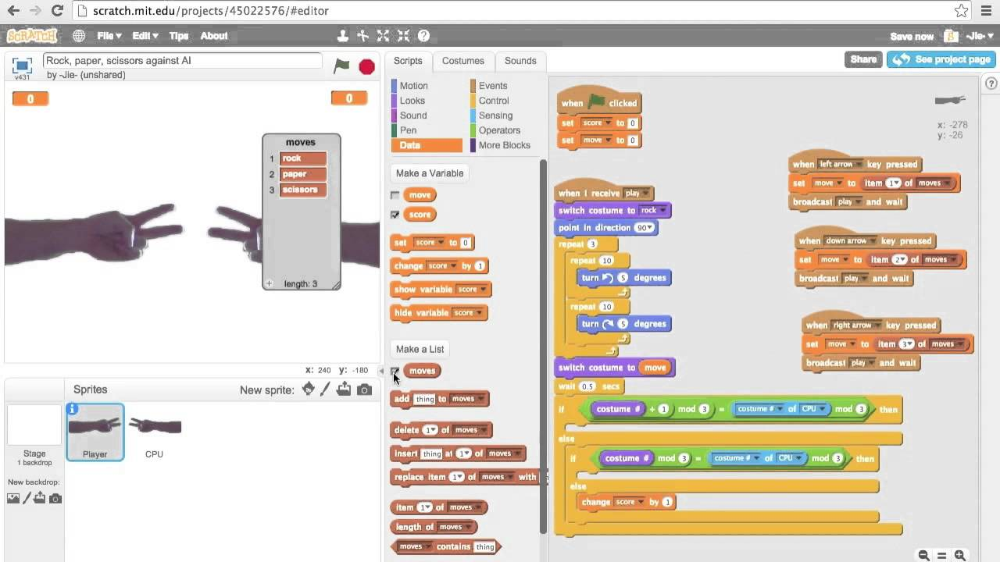 scratch.mit.edu/projects/45022576/#editor
SCRATCH
File Edit Tips About
Save now -Jie-
v431
Rock, paper, scissors against AI
by -Jie- (unshared)
Scripts Costumes Sounds
Share See project page
0 0
moves
1 rock
2 paper
3 scissors
+ length: 3
x: 240 y: -180
Sprites New sprite:
Stage
1 backdrop
New backdrop:
Player
CPU
Motion Events
Looks Control
Sound Sensing
Pen Operators
Data More Blocks
Make a Variable
move
score
set score to 0
change score by 1
show variable score
hide variable score
Make a List
moves
add thing to moves
delete 1 of moves
insert thing at 1 of moves
replace item 1 of moves with
item 1 of moves
length of moves
moves contains thing
when clicked
set score to 0
set move to 0
when I receive play
switch costume to rock
point in direction 90
repeat 3
repeat 10
turn 5 degrees
repeat 10
turn 5 degrees
switch costume to move
wait 0.5 secs
if costume # + 1 mod 3 = costume # of CPU mod 3 then
else
if costume # mod 3 = costume # of CPU mod 3 then
else
change score by 1
x: -278
y: -26
when left arrow key pressed
set move to item 1 of moves
broadcast play and wait
when down arrow key pressed
set move to item 2 of moves
broadcast play and wait
when right arrow key pressed
set move to item 3 of moves
broadcast play and wait